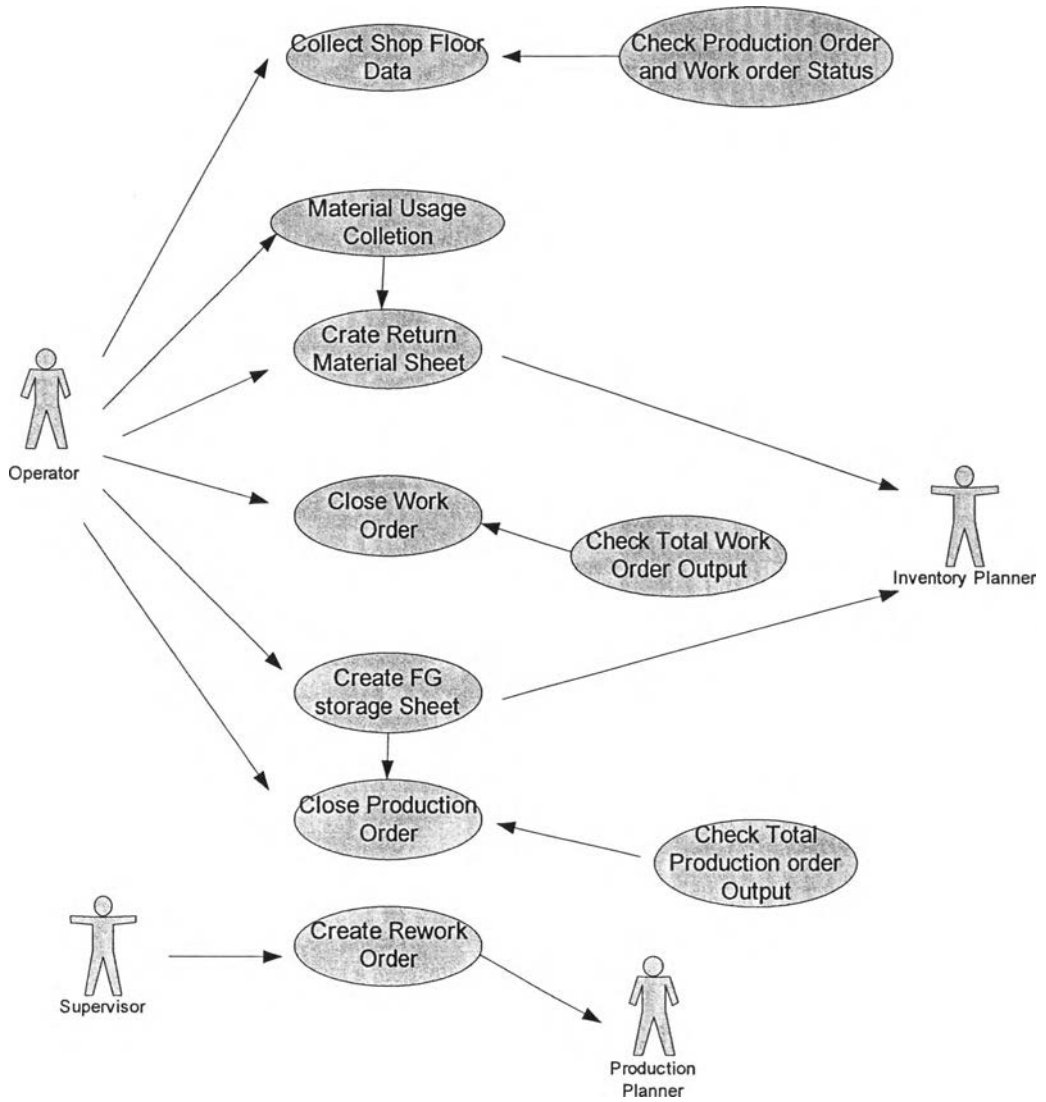 Collect Shop Floor
Data
Check Production Order
and Work order Status
Material Usage
Colletion
Crate Return
Material Sheet
Operator
Close Work
Order
Check Total Work
Order Output
Inventory Planner
Create FG
storage Sheet
Close Production
Order
Check Total
Production order
Output
Create Rework
Order
Supervisor
Production
Planner